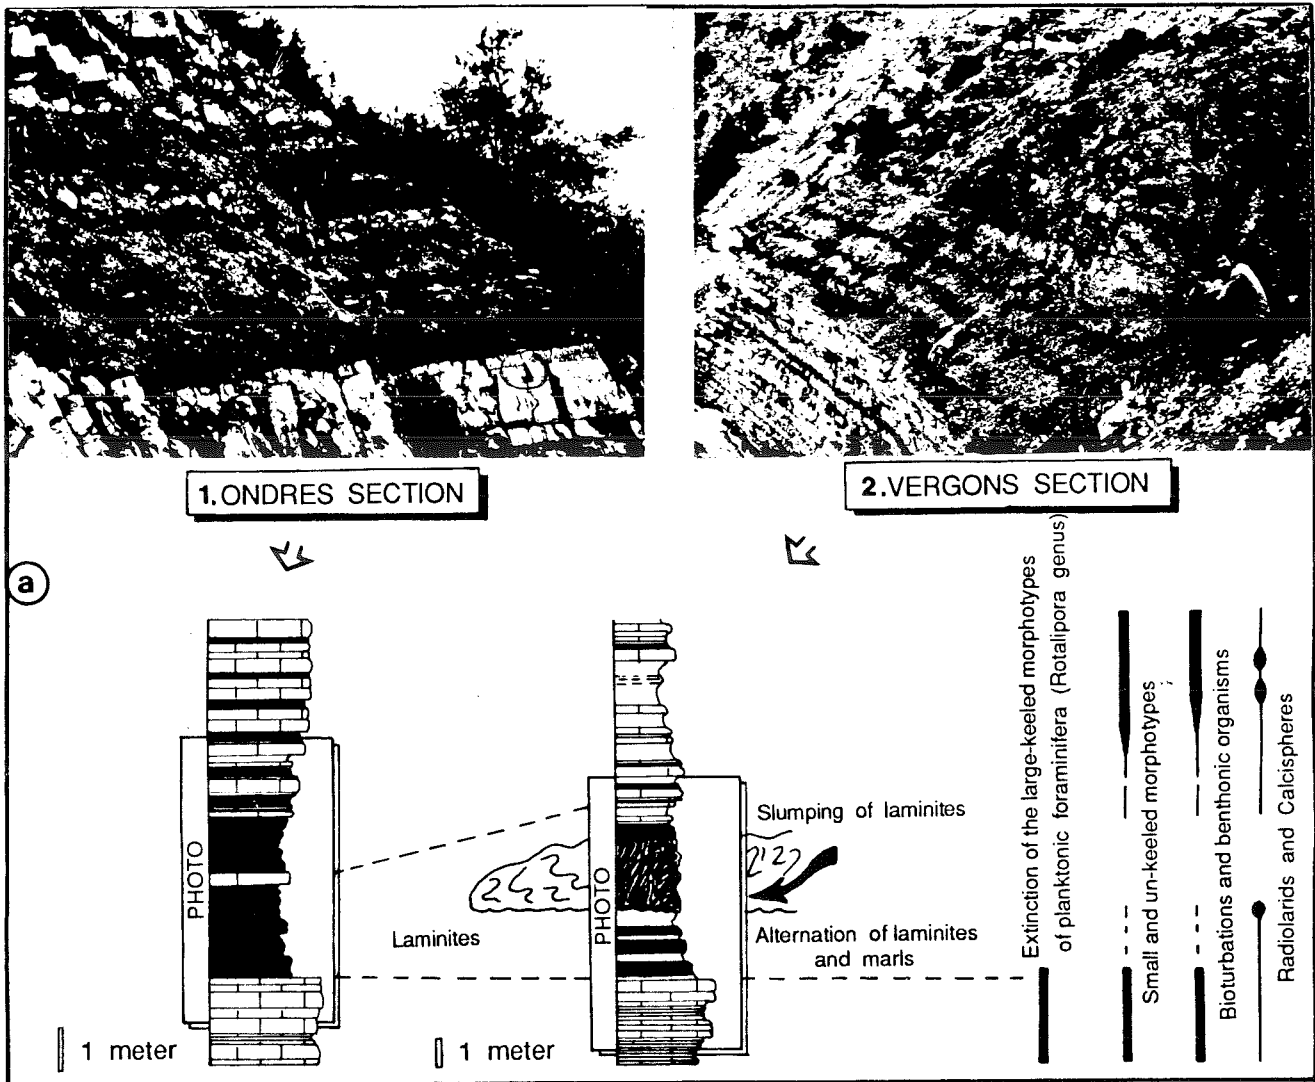 1. ONDRES SECTION
2. VERGONS SECTION
a
PHOTO
Laminites
1 meter
PHOTO
Slumping of laminites
Alternation of laminites
and marls
1 meter
Extinction of the large-keeled morphotypes
of planktonic foraminifera (Rotalipora genus)
Small and un-keeled morphotypes
Bioturbations and benthonic organisms
Radiolarids and Calcispheres